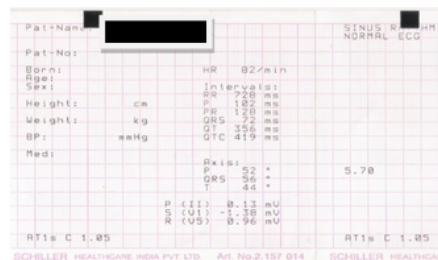 Pat-Name
SINUS HM
NORMAL ECG
Pat-No:
Born:
Age:
Sex:
HR 82/min
Intervals:
RR 728 ms
P 102 ms
PR 128 ms
QRS 72 ms
QT 356 ms
QTC 419 ms
Height: cm
Weight: kg
BP: mmHg
Med:
Axis:
P 52 °
QRS 56 °
T 44 °
5.70
P (II) 0.13 mV
S (V1) -1.38 mV
R (V5) 0.96 mV
AT1s C 1.05
AT1s C 1.05
SCHILLER HEALTHCARE INDIA PVT. LTD. Art. No.2.157 014 SCHILLER HEALTHCA